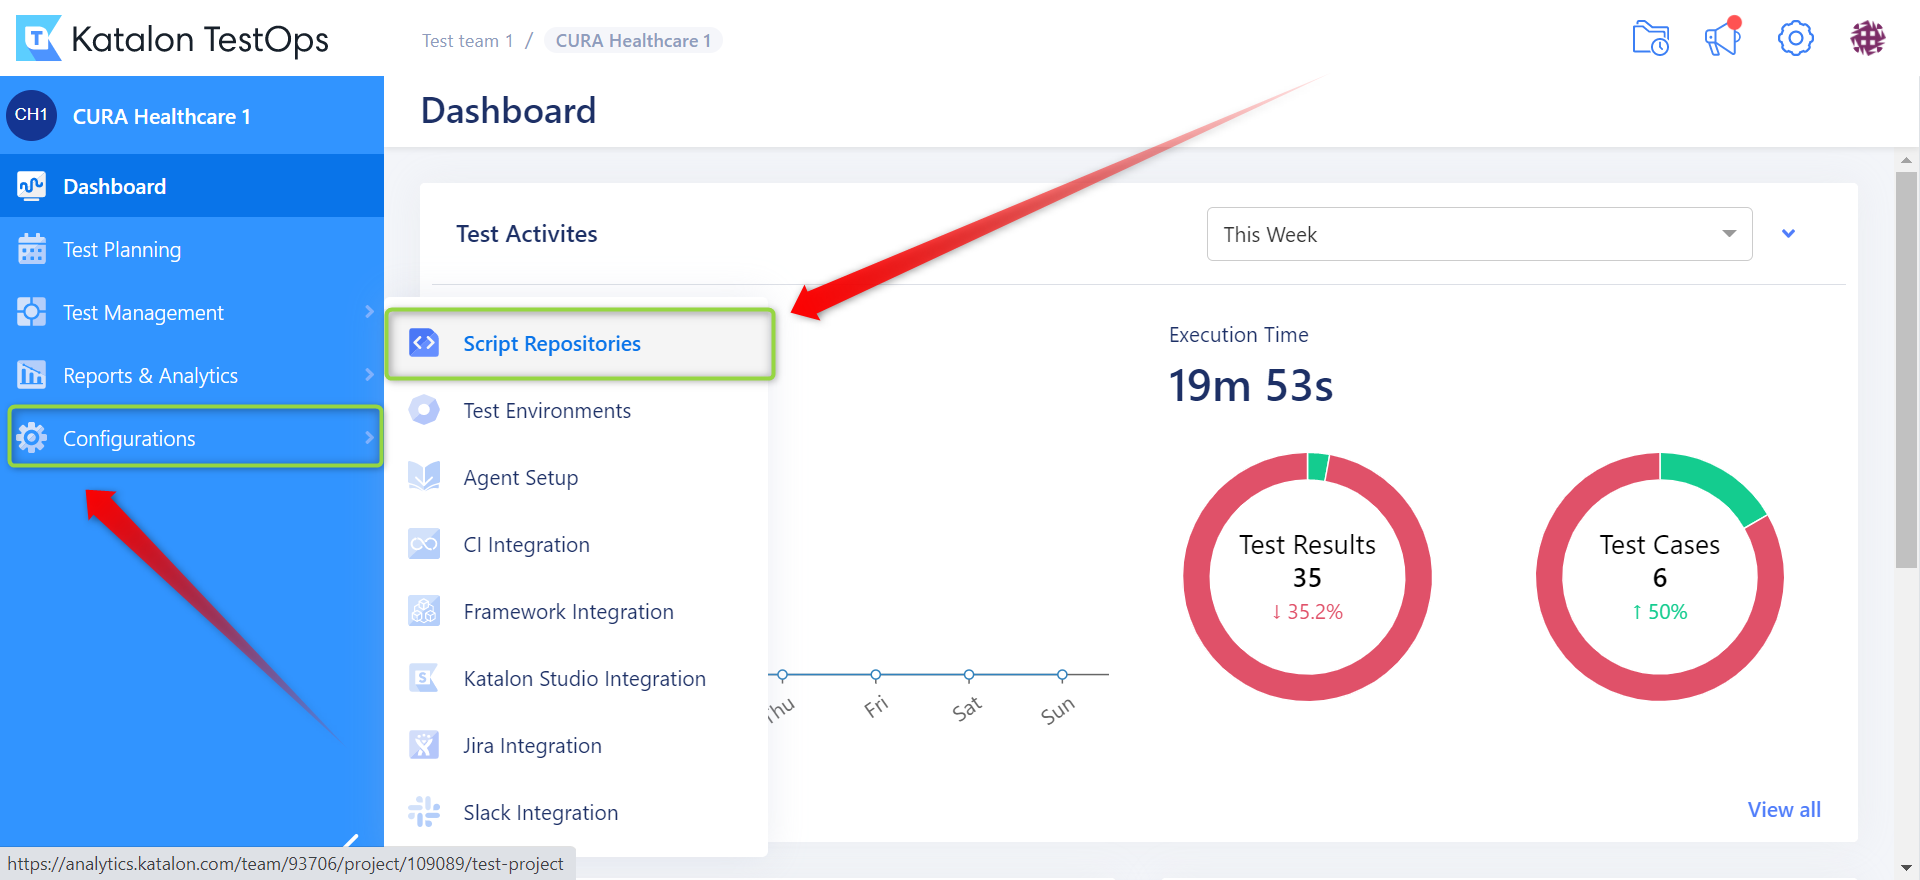 Katalon TestOps
Test team 1 / CURA Healthcare 1
CH1 CURA Healthcare 1
Dashboard
Test Planning
Test Management
Reports & Analytics
Configurations
Dashboard
Test Activites
This Week
Script Repositories
Test Environments
Agent Setup
CI Integration
Framework Integration
Katalon Studio Integration
Jira Integration
Slack Integration
Execution Time
19m 53s
Test Results
35
↓ 35.2%
Test Cases
6
↑ 50%
Fri
Sat
Sun
View all
https://analytics.katalon.com/team/93706/project/109089/test-project